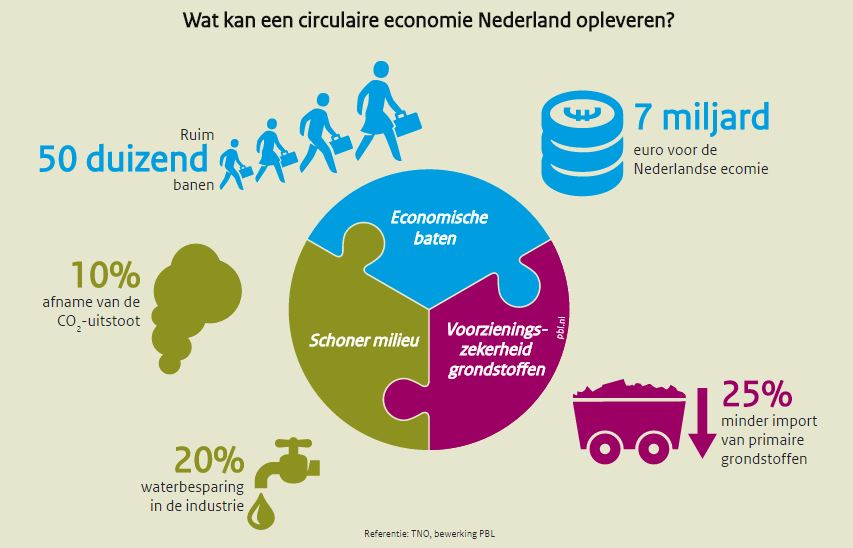 Wat kan een circulaire economie Nederland opleveren?
Ruim
50 duizend
banen
7 miljard
euro voor de
Nederlandse ecomie
Economische
baten
10%
afname van de
CO₂-uitstoot
Schoner milieu
Voorzienings-
zekerheid
grondstoffen
pbl.nl
25%
minder import
van primaire
grondstoffen
20%
waterbesparing
in de industrie
Referentie: TNO, bewerking PBL